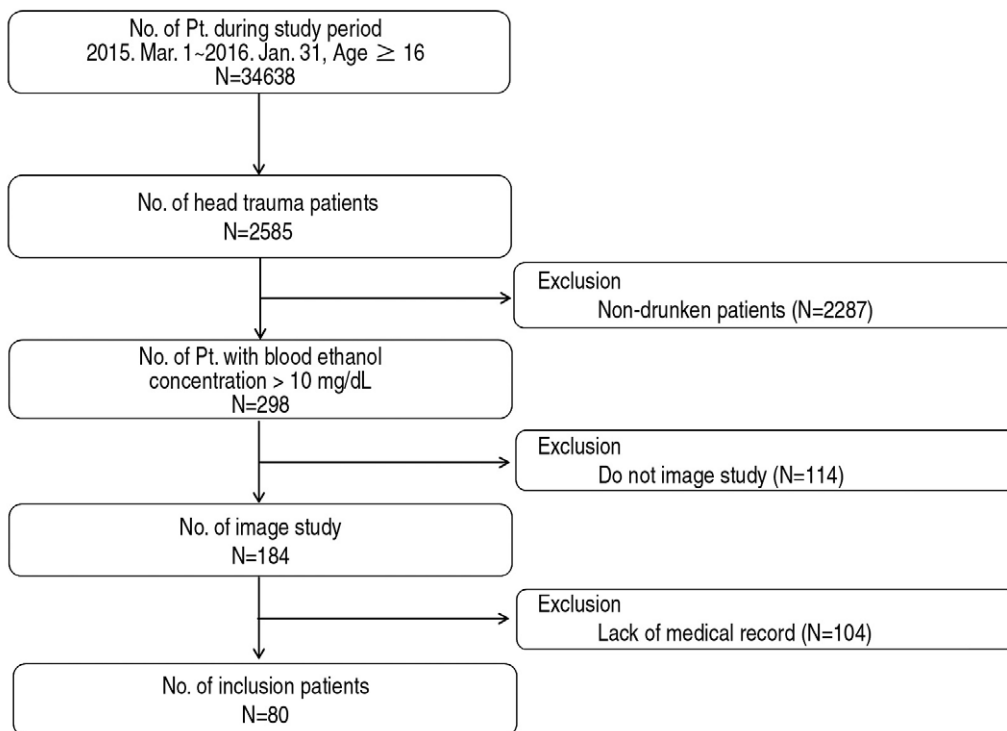 No. of Pt. during study period
2015. Mar. 1~2016. Jan. 31, Age ≥ 16
N=34638
No. of head trauma patients
N=2585
Exclusion
Non-drunken patients (N=2287)
No. of Pt. with blood ethanol
concentration > 10 mg/dL
N=298
Exclusion
Do not image study (N=114)
No. of image study
N=184
Exclusion
Lack of medical record (N=104)
No. of inclusion patients
N=80